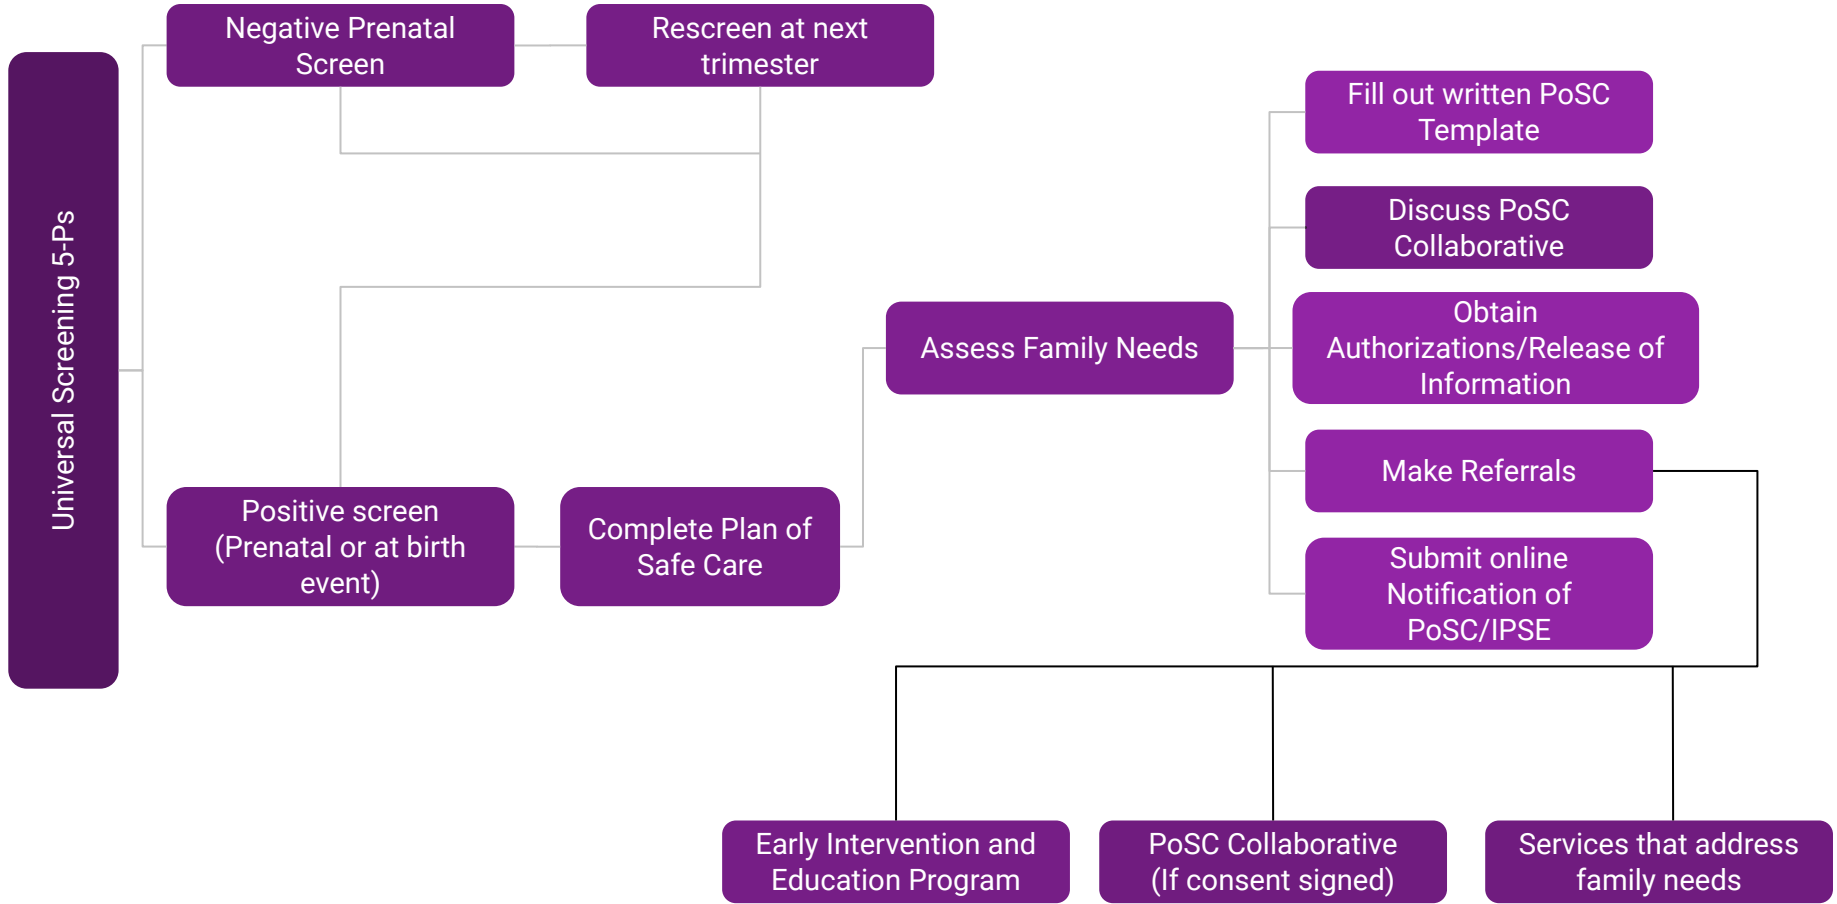 Universal Screening 5-Ps
Negative Prenatal
Screen
Rescreen at next
trimester
Positive screen
(Prenatal or at birth
event)
Complete Plan of
Safe Care
Assess Family Needs
Fill out written PoSC
Template
Discuss PoSC
Collaborative
Obtain
Authorizations/Release of
Information
Make Referrals
Submit online
Notification of
PoSC/IPSE
Early Intervention and
Education Program
PoSC Collaborative
(If consent signed)
Services that address
family needs